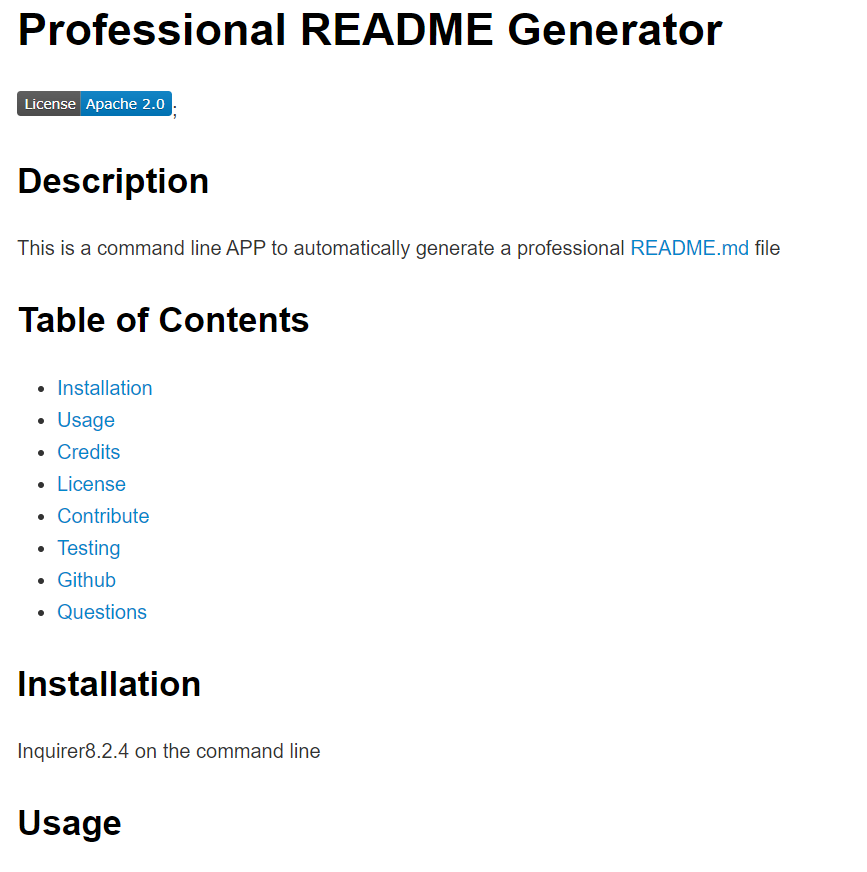 Professional README Generator
License Apache 2.0;
Description
This is a command line APP to automatically generate a professional README.md file
Table of Contents
Installation
Usage
Credits
License
Contribute
Testing
Github
Questions
Installation
Inquirer8.2.4 on the command line
Usage